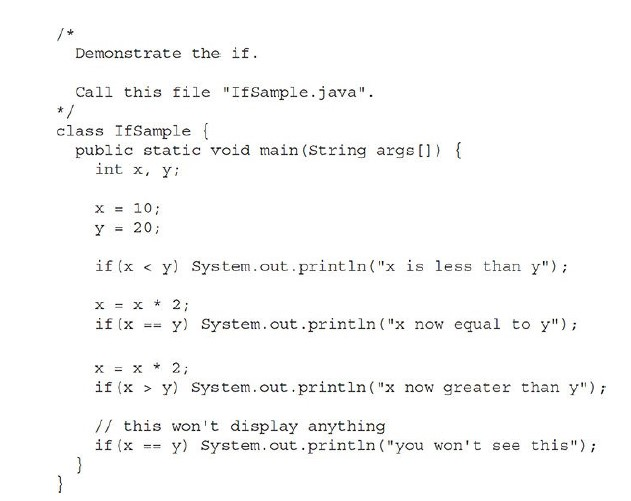 /*
  Demonstrate the if.

  Call this file "IfSample.java".
*/
class IfSample {
  public static void main(String args[]) {
    int x, y;

    x = 10;
    y = 20;

    if(x < y) System.out.println("x is less than y");

    x = x * 2;
    if(x == y) System.out.println("x now equal to y");

    x = x * 2;
    if(x > y) System.out.println("x now greater than y");

    // this won't display anything
    if(x == y) System.out.println("you won't see this");
  }
}